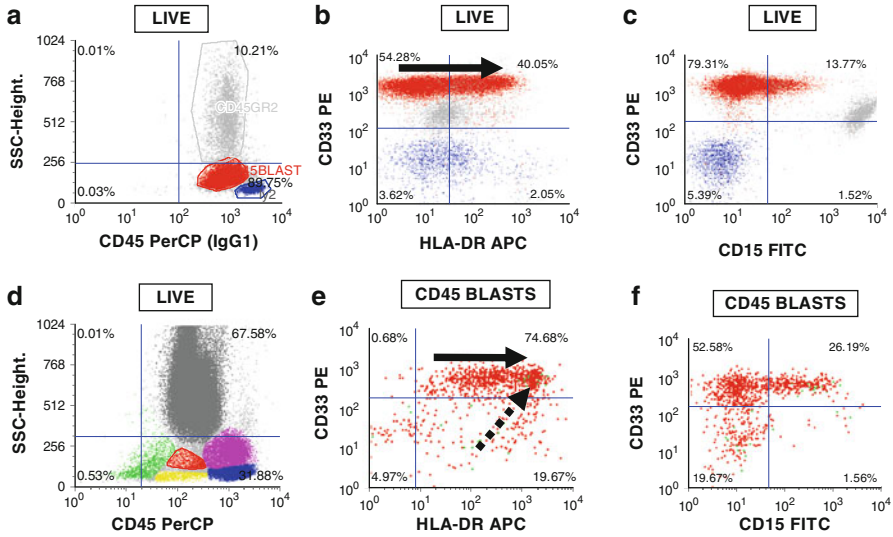 a
LIVE
1024
768
512
256
0
0.01%
10.21%
CD45GR2
5BLAST
89.75%
0.03%
10^0 10^1 10^2 10^3 10^4
SSC-Height.
CD45 PerCP (IgG1)
b
LIVE
10^4
10^3
10^2
10^1
10^0
54.28%
40.05%
3.62%
2.05%
10^0 10^1 10^2 10^3 10^4
CD33 PE
HLA-DR APC
c
LIVE
10^4
10^3
10^2
10^1
10^0
79.31%
13.77%
5.39%
1.52%
10^0 10^1 10^2 10^3 10^4
CD33 PE
CD15 FITC
d
LIVE
1024
768
512
256
0
0.01%
67.58%
0.53%
31.88%
10^0 10^1 10^2 10^3 10^4
SSC-Height.
CD45 PerCP
e
CD45 BLASTS
10^4
10^3
10^2
10^1
10^0
0.68%
74.68%
4.97%
19.67%
10^0 10^1 10^2 10^3 10^4
CD33 PE
HLA-DR APC
f
CD45 BLASTS
10^4
10^3
10^2
10^1
10^0
52.58%
26.19%
19.67%
1.56%
10^0 10^1 10^2 10^3 10^4
CD33 PE
CD15 FITC